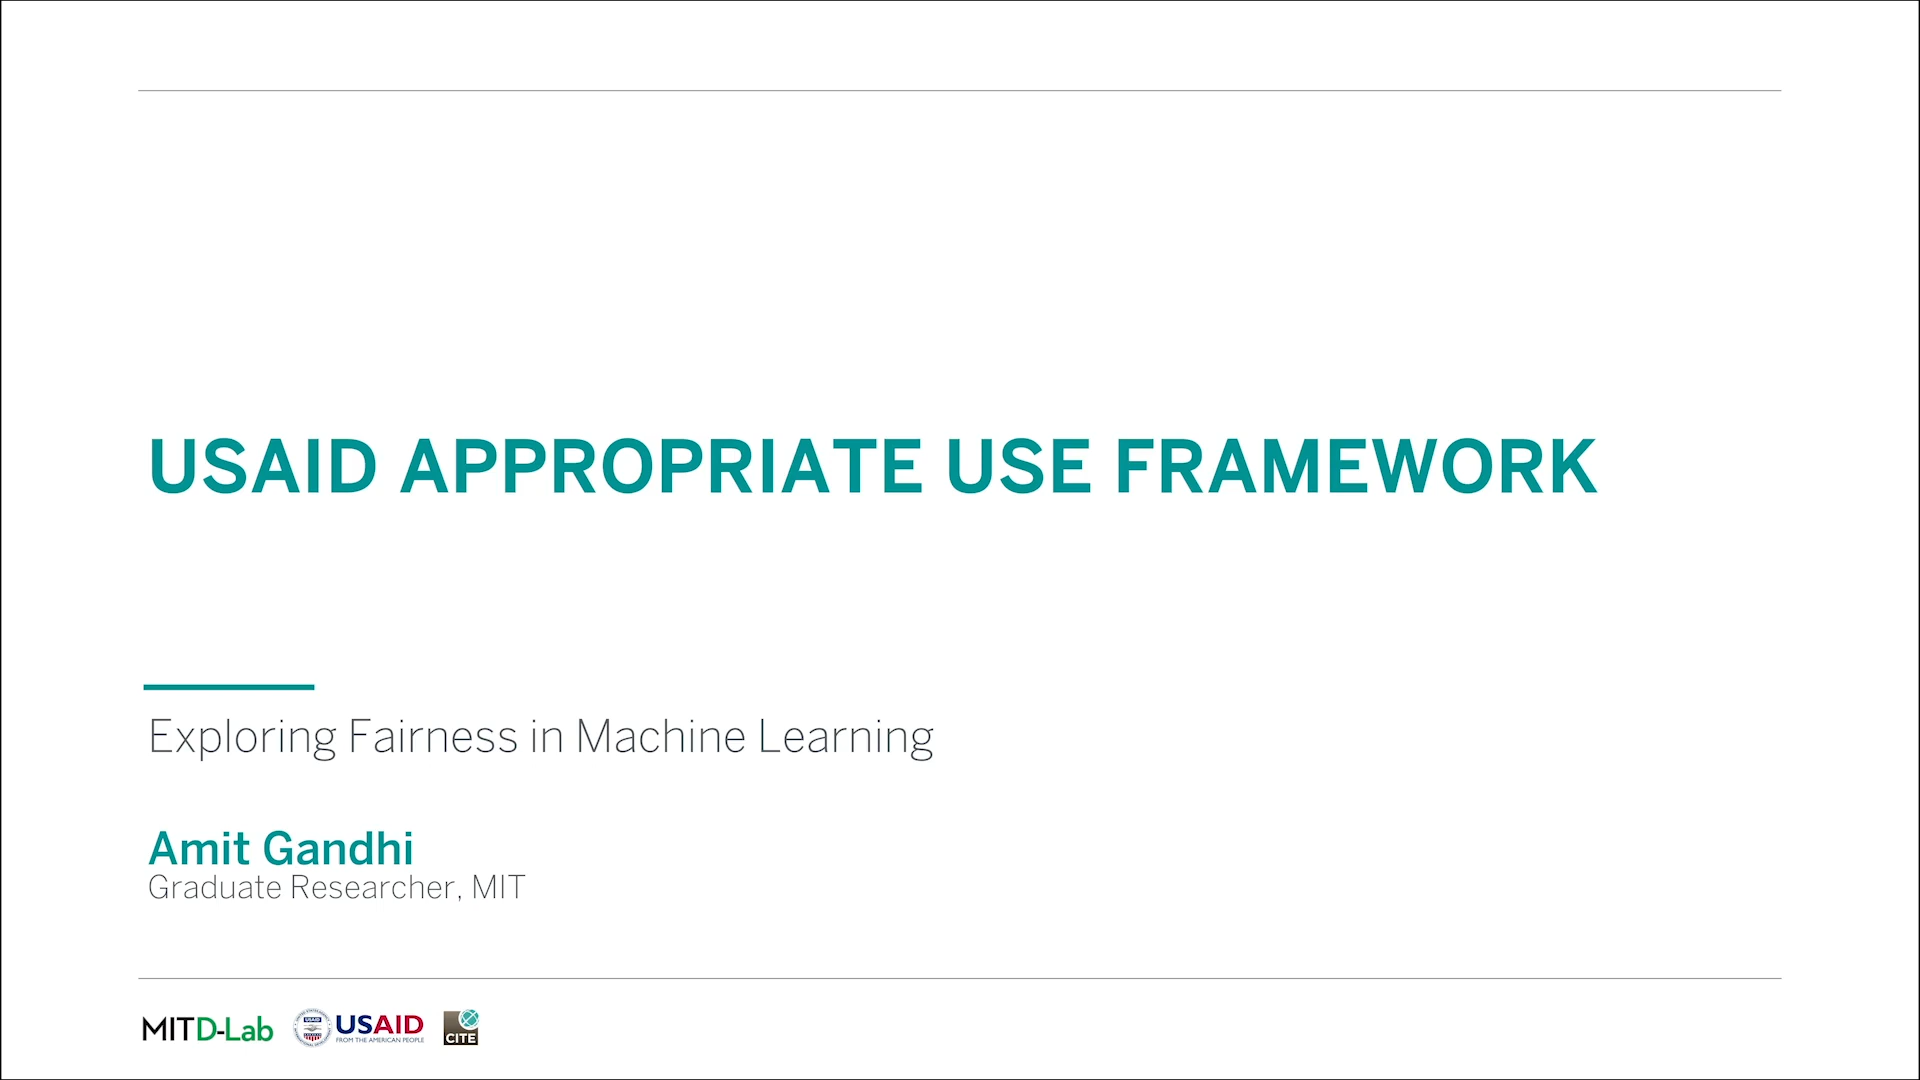 USAID APPROPRIATE USE FRAMEWORK
Exploring Fairness in Machine Learning
Amit Gandhi
Graduate Researcher, MIT
MIT D-Lab
USAID
FROM THE AMERICAN PEOPLE
CITE